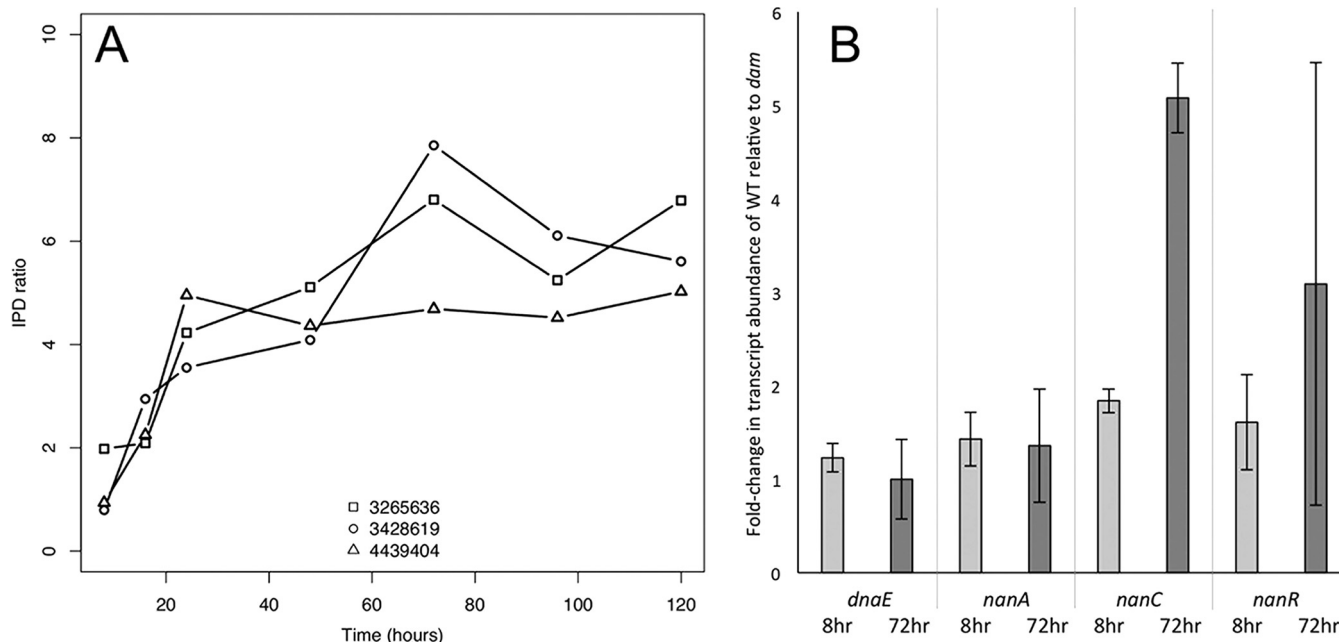 A
10
8
6
4
2
0
IPD ratio
3265636
3428619
4439404
20 40 60 80 100 120
Time (hours)
B
Fold-change in transcript abundance of WT relative to dam
6
5
4
3
2
1
0
dnaE nanA nanC nanR
8hr 72hr 8hr 72hr 8hr 72hr 8hr 72hr